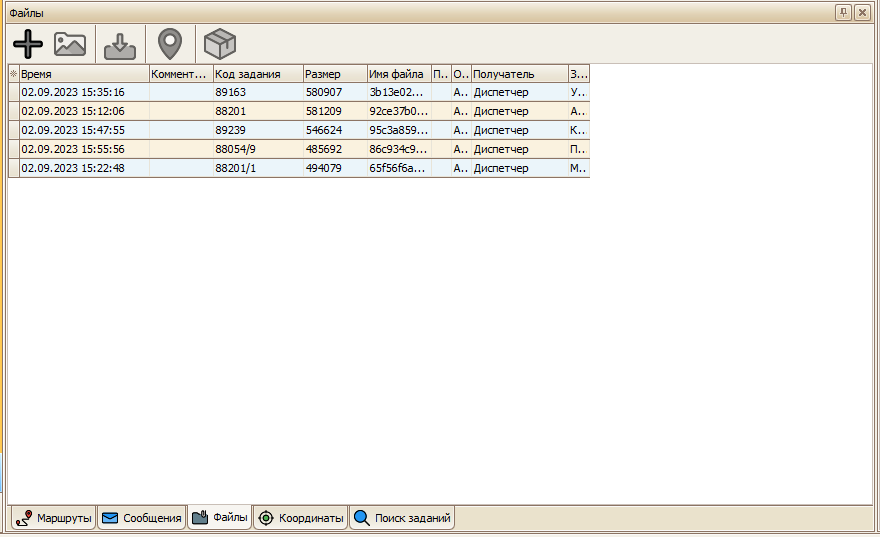 Файлы
Время Коммент... Код задания Размер Имя файла П.. О.. Получатель З...
02.09.2023 15:35:16 89163 580907 3b13e02... А.. Диспетчер У..
02.09.2023 15:12:06 88201 581209 92ce37b0... А.. Диспетчер А..
02.09.2023 15:47:55 89239 546624 95c3a859... А.. Диспетчер К..
02.09.2023 15:55:56 88054/9 485692 86c934c9... А.. Диспетчер П..
02.09.2023 15:22:48 88201/1 494079 65f56f6a... А.. Диспетчер М..
Маршруты Сообщения Файлы Координаты Поиск заданий